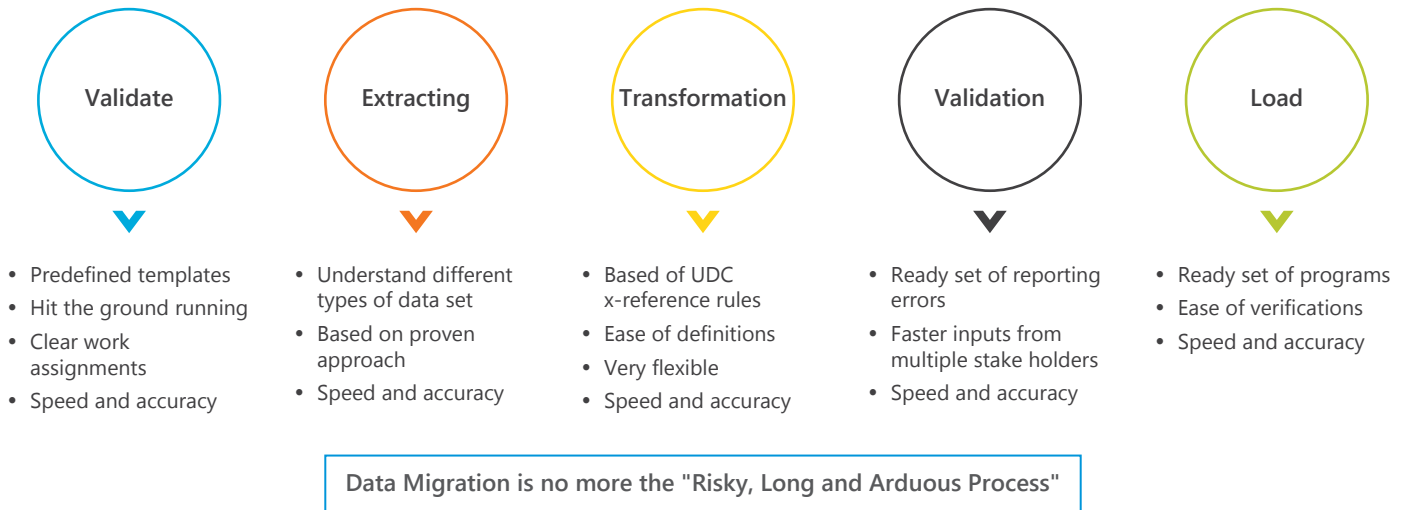 Validate
Extracting
Transformation
Validation
Load
• Predefined templates
• Hit the ground running
• Clear work
assignments
• Speed and accuracy
• Understand different
types of data set
• Based on proven
approach
• Speed and accuracy
• Based of UDC
x-reference rules
• Ease of definitions
• Very flexible
• Speed and accuracy
• Ready set of reporting
errors
• Faster inputs from
multiple stake holders
• Speed and accuracy
• Ready set of programs
• Ease of verifications
• Speed and accuracy
Data Migration is no more the "Risky, Long and Arduous Process"